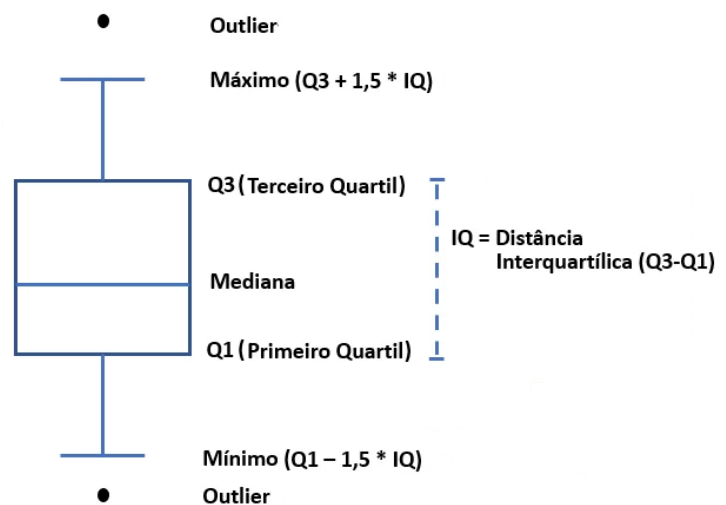 Outlier
Máximo (Q3 + 1,5 * IQ)
Q3 (Terceiro Quartil)
IQ = Distância
Interquartílica (Q3-Q1)
Mediana
Q1 (Primeiro Quartil)
Mínimo (Q1 – 1,5 * IQ)
Outlier